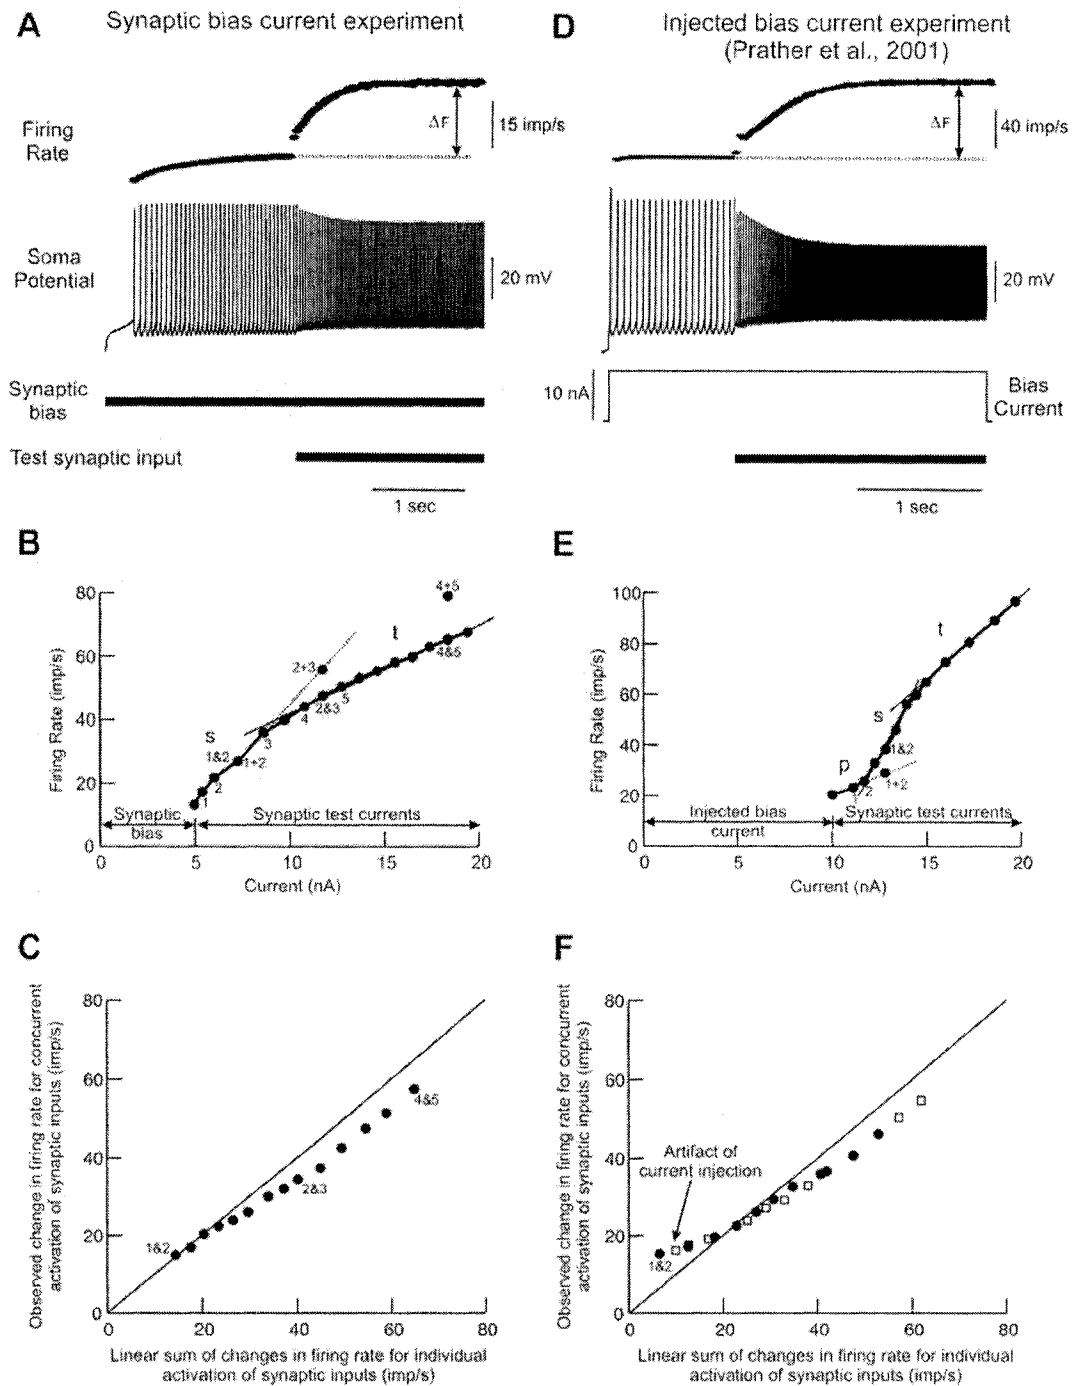 A Synaptic bias current experiment
Firing
Rate
ΔF
15 imp/s
Soma
Potential
20 mV
Synaptic
bias
Test synaptic input
1 sec
D Injected bias current experiment
(Prather et al., 2001)
ΔF
40 imp/s
20 mV
10 nA
Bias
Current
1 sec
B
Firing Rate (imp/s)
80
60
40
20
0
4+5
t
2+3
4&5
5
2&3
4
s
3
1&2
1+2
2
1
Synaptic
bias
Synaptic test currents
0 5 10 15 20
Current (nA)
E
Firing Rate (imp/s)
100
80
60
40
20
0
t
s
1&2
p
1+2
2
1
Injected bias
current
Synaptic test currents
0 5 10 15 20
Current (nA)
C
Observed change in firing rate for concurrent
activation of synaptic inputs (imp/s)
80
60
40
20
0
4&5
2&3
1&2
0 20 40 60 80
Linear sum of changes in firing rate for individual
activation of synaptic inputs (imp/s)
F
Observed change in firing rate for concurrent
activation of synaptic inputs (imp/s)
80
60
40
20
0
Artifact of
current injection
1&2
0 20 40 60 80
Linear sum of changes in firing rate for individual
activation of synaptic inputs (imp/s)